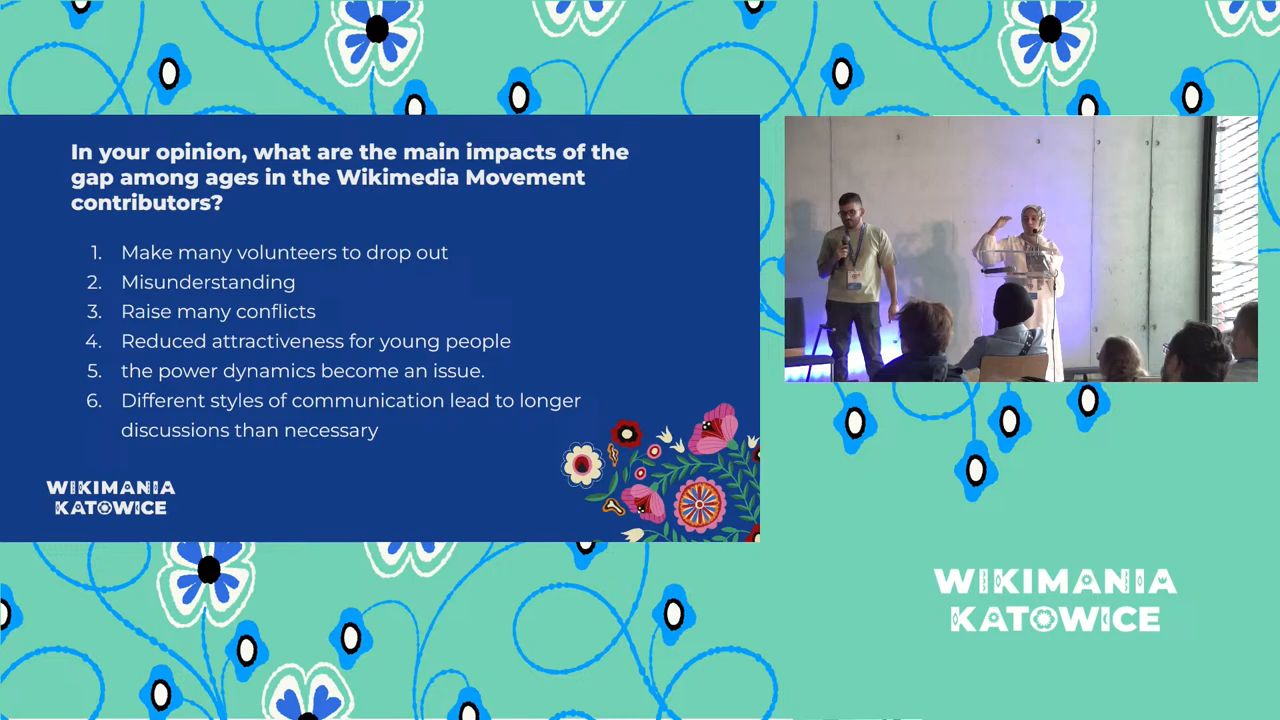 In your opinion, what are the main impacts of the
gap among ages in the Wikimedia Movement
contributors?
1. Make many volunteers to drop out
2. Misunderstanding
3. Raise many conflicts
4. Reduced attractiveness for young people
5. the power dynamics become an issue.
6. Different styles of communication lead to longer
discussions than necessary
WIKIMANIA
KATOWICE
WIKIMANIA
KATOWICE